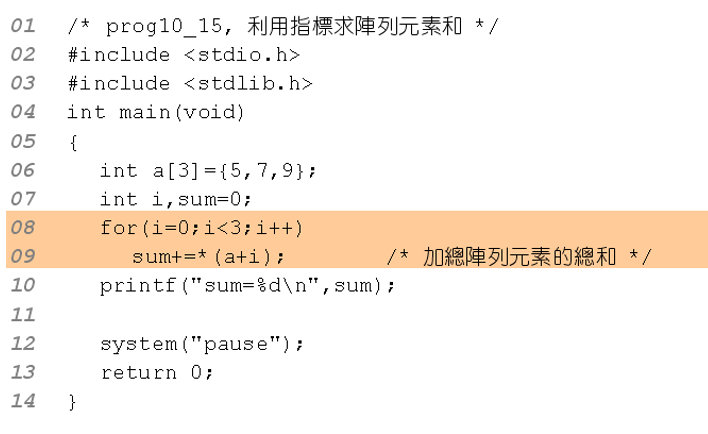 01 /* prog10_15, 利用指標求陣列元素和 */
02 #include <stdio.h>
03 #include <stdlib.h>
04 int main(void)
05 {
06 int a[3]={5,7,9};
07 int i,sum=0;
08 for(i=0;i<3;i++)
09 sum+=*(a+i); /* 加總陣列元素的總和 */
10 printf("sum=%d\n",sum);
11
12 system("pause");
13 return 0;
14 }